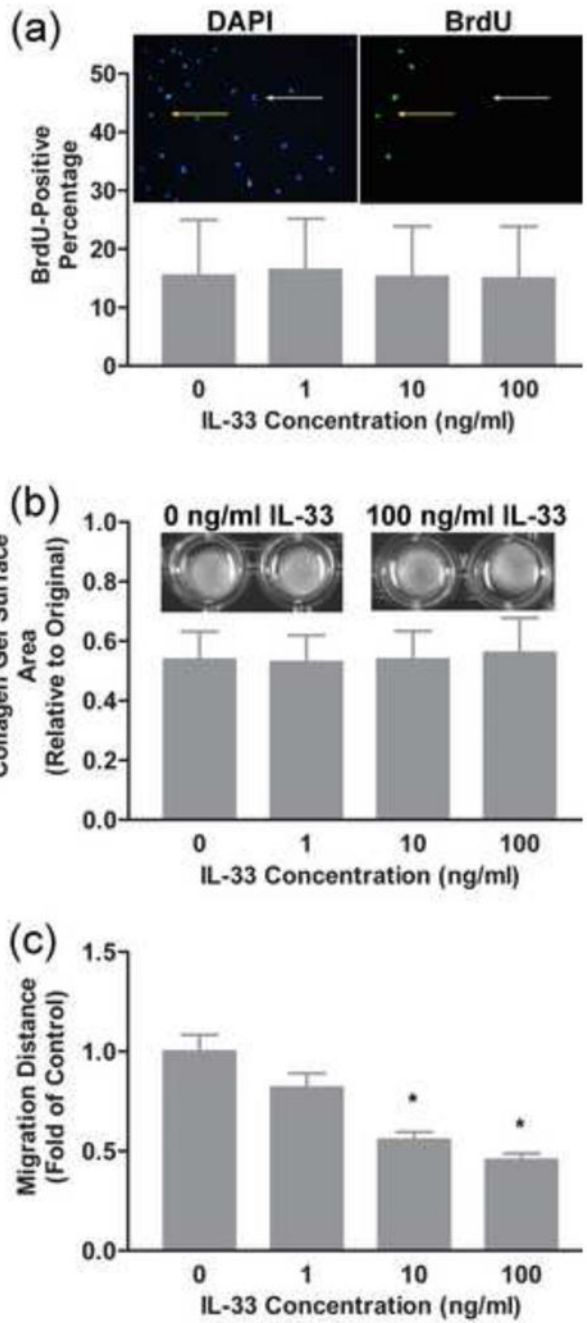 (a)
DAPI
BrdU
BrdU-Positive
Percentage
50
40
30
20
10
0
0 1 10 100
IL-33 Concentration (ng/ml)
(b)
0 ng/ml IL-33
100 ng/ml IL-33
Collagen Gel Surface
Area
(Relative to Original)
1.0
0.8
0.6
0.4
0.2
0.0
0 1 10 100
IL-33 Concentration (ng/ml)
(c)
Migration Distance
(Fold of Control)
1.5
1.0
0.5
0.0
* *
0 1 10 100
IL-33 Concentration (ng/ml)